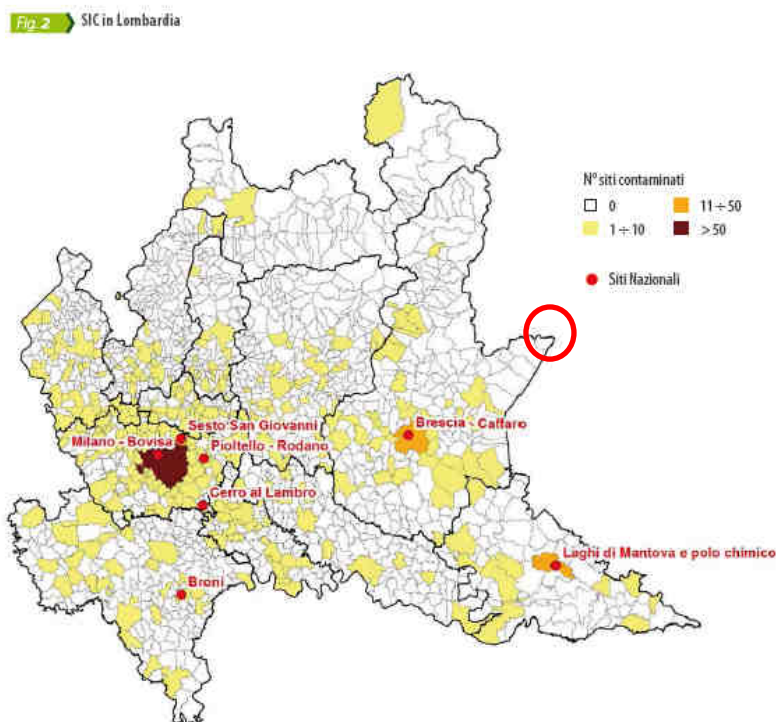 Fig. 2 SIC in Lombardia
N° siti contaminati
0
11 ÷ 50
1 ÷ 10
> 50
Siti Nazionali
Sesto San Giovanni
Brescia - Caffaro
Milano - Bovisa
Pioltello - Rodano
Cerro al Lambro
Laghi di Mantova e polo chimico
Broni